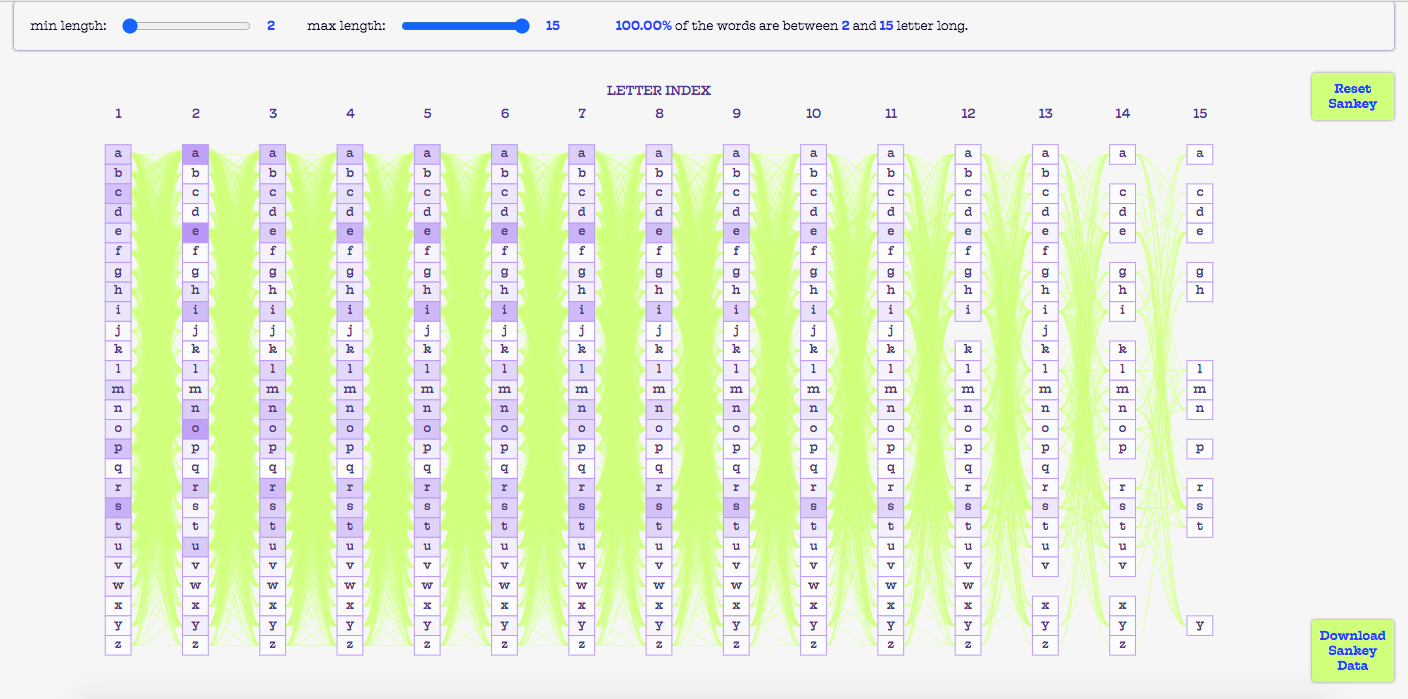 min length: 2 max length: 15 100.00% of the words are between 2 and 15 letter long.
LETTER INDEX
1 2 3 4 5 6 7 8 9 10 11 12 13 14 15
Reset
Sankey
a a a a a a a a a a a a a a a
b b b b b b b b b b b b b
c c c c c c c c c c c c c c c
d d d d d d d d d d d d d d d
e e e e e e e e e e e e e e e
f f f f f f f f f f f f f
g g g g g g g g g g g g g g g
h h h h h h h h h h h h h h h
i i i i i i i i i i i i i i
j j j j j j j j j j j j
k k k k k k k k k k k k k k
l l l l l l l l l l l l l l l
m m m m m m m m m m m m m m m
n n n n n n n n n n n n n n n
o o o o o o o o o o o o o o
p p p p p p p p p p p p p p p
q q q q q q q q q q q q q
r r r r r r r r r r r r r r r
s s s s s s s s s s s s s s s
t t t t t t t t t t t t t t t
u u u u u u u u u u u u u u
v v v v v v v v v v v v v v
w w w w w w w w w w w w
x x x x x x x x x x x x x x
y y y y y y y y y y y y y y y
z z z z z z z z z z z z z z
Download
Sankey
Data